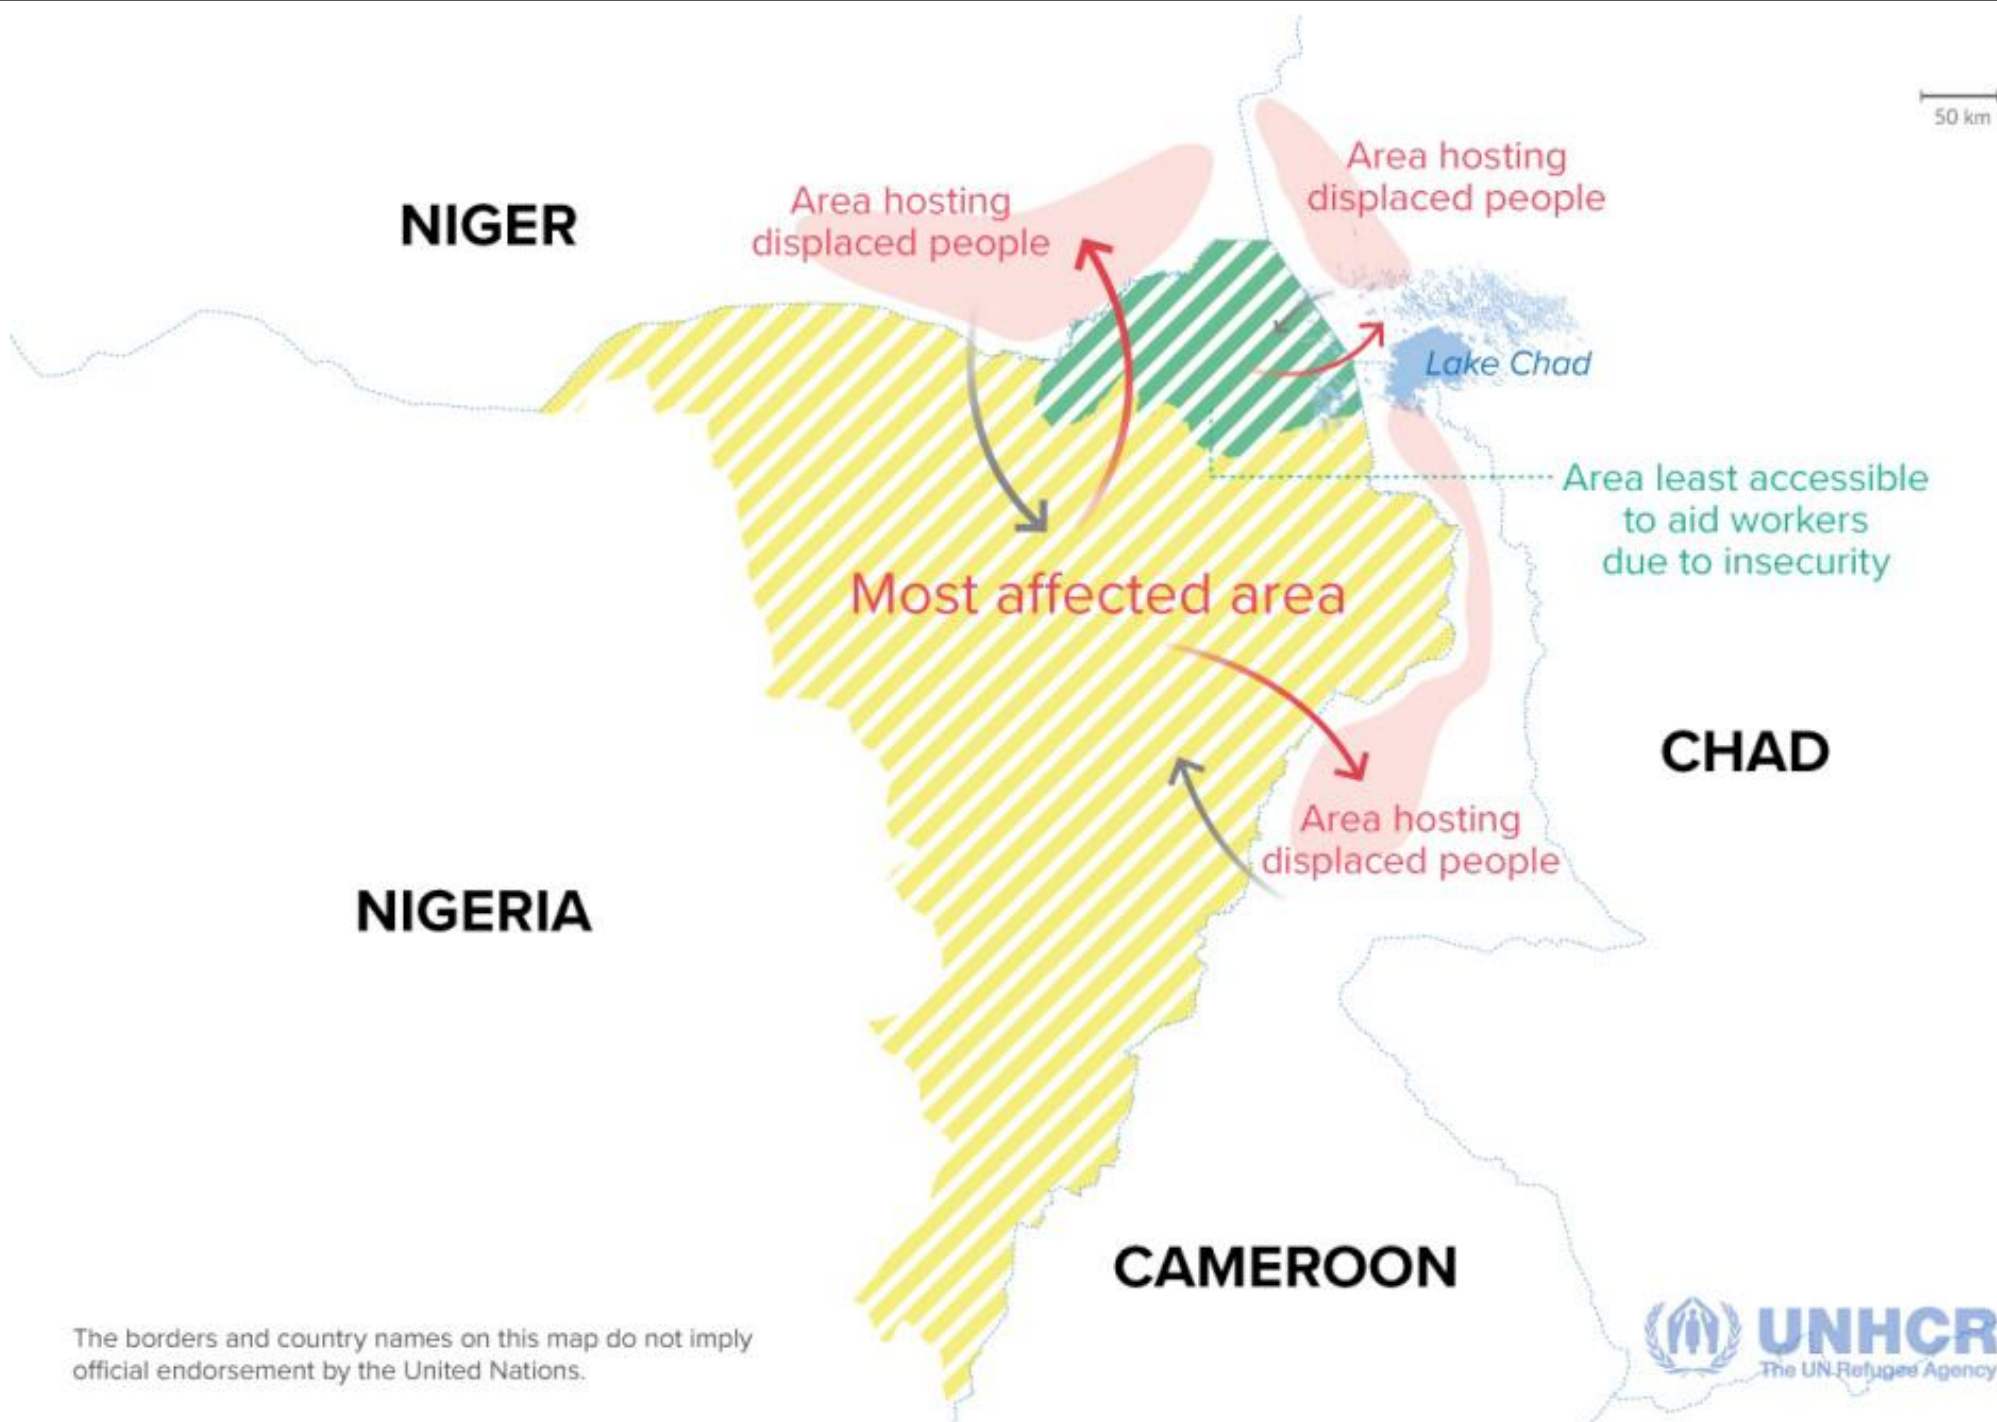 50 km
Area hosting
displaced people
Area hosting
displaced people
NIGER
Lake Chad
Area least accessible
to aid workers
due to insecurity
Most affected area
CHAD
Area hosting
displaced people
NIGERIA
CAMEROON
The borders and country names on this map do not imply
official endorsement by the United Nations.
UNHCR
The UN Refugee Agency